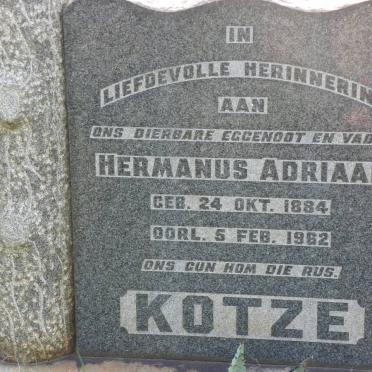 IN
LIEFDEVOLLE HERINNERIN
AAN
ONS DIERBARE EGGENOOT EN VAD
HERMANUS ADRIAA
GEB. 24 OKT. 1884
OORL. 5 FEB. 1962
ONS GUN HOM DIE RUS.
KOTZE